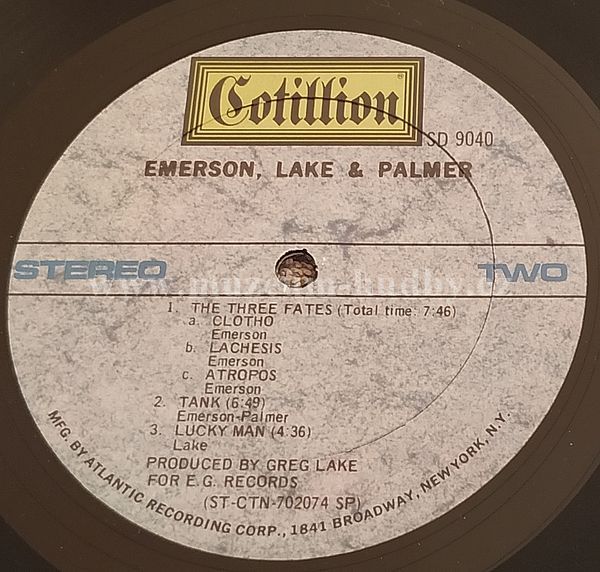 Cotillion ®
SD 9040
EMERSON, LAKE & PALMER
STEREO TWO
1. THE THREE FATES (Total time: 7:46)
a. CLOTHO
Emerson
b. LACHESIS
Emerson
c. ATROPOS
Emerson
2. TANK (6:49)
Emerson-Palmer
3. LUCKY MAN (4:36)
Lake
PRODUCED BY GREG LAKE
FOR E.G. RECORDS
(ST-CTN-702074 SP)
MFG. BY ATLANTIC RECORDING CORP., 1841 BROADWAY, NEW YORK, N.Y.